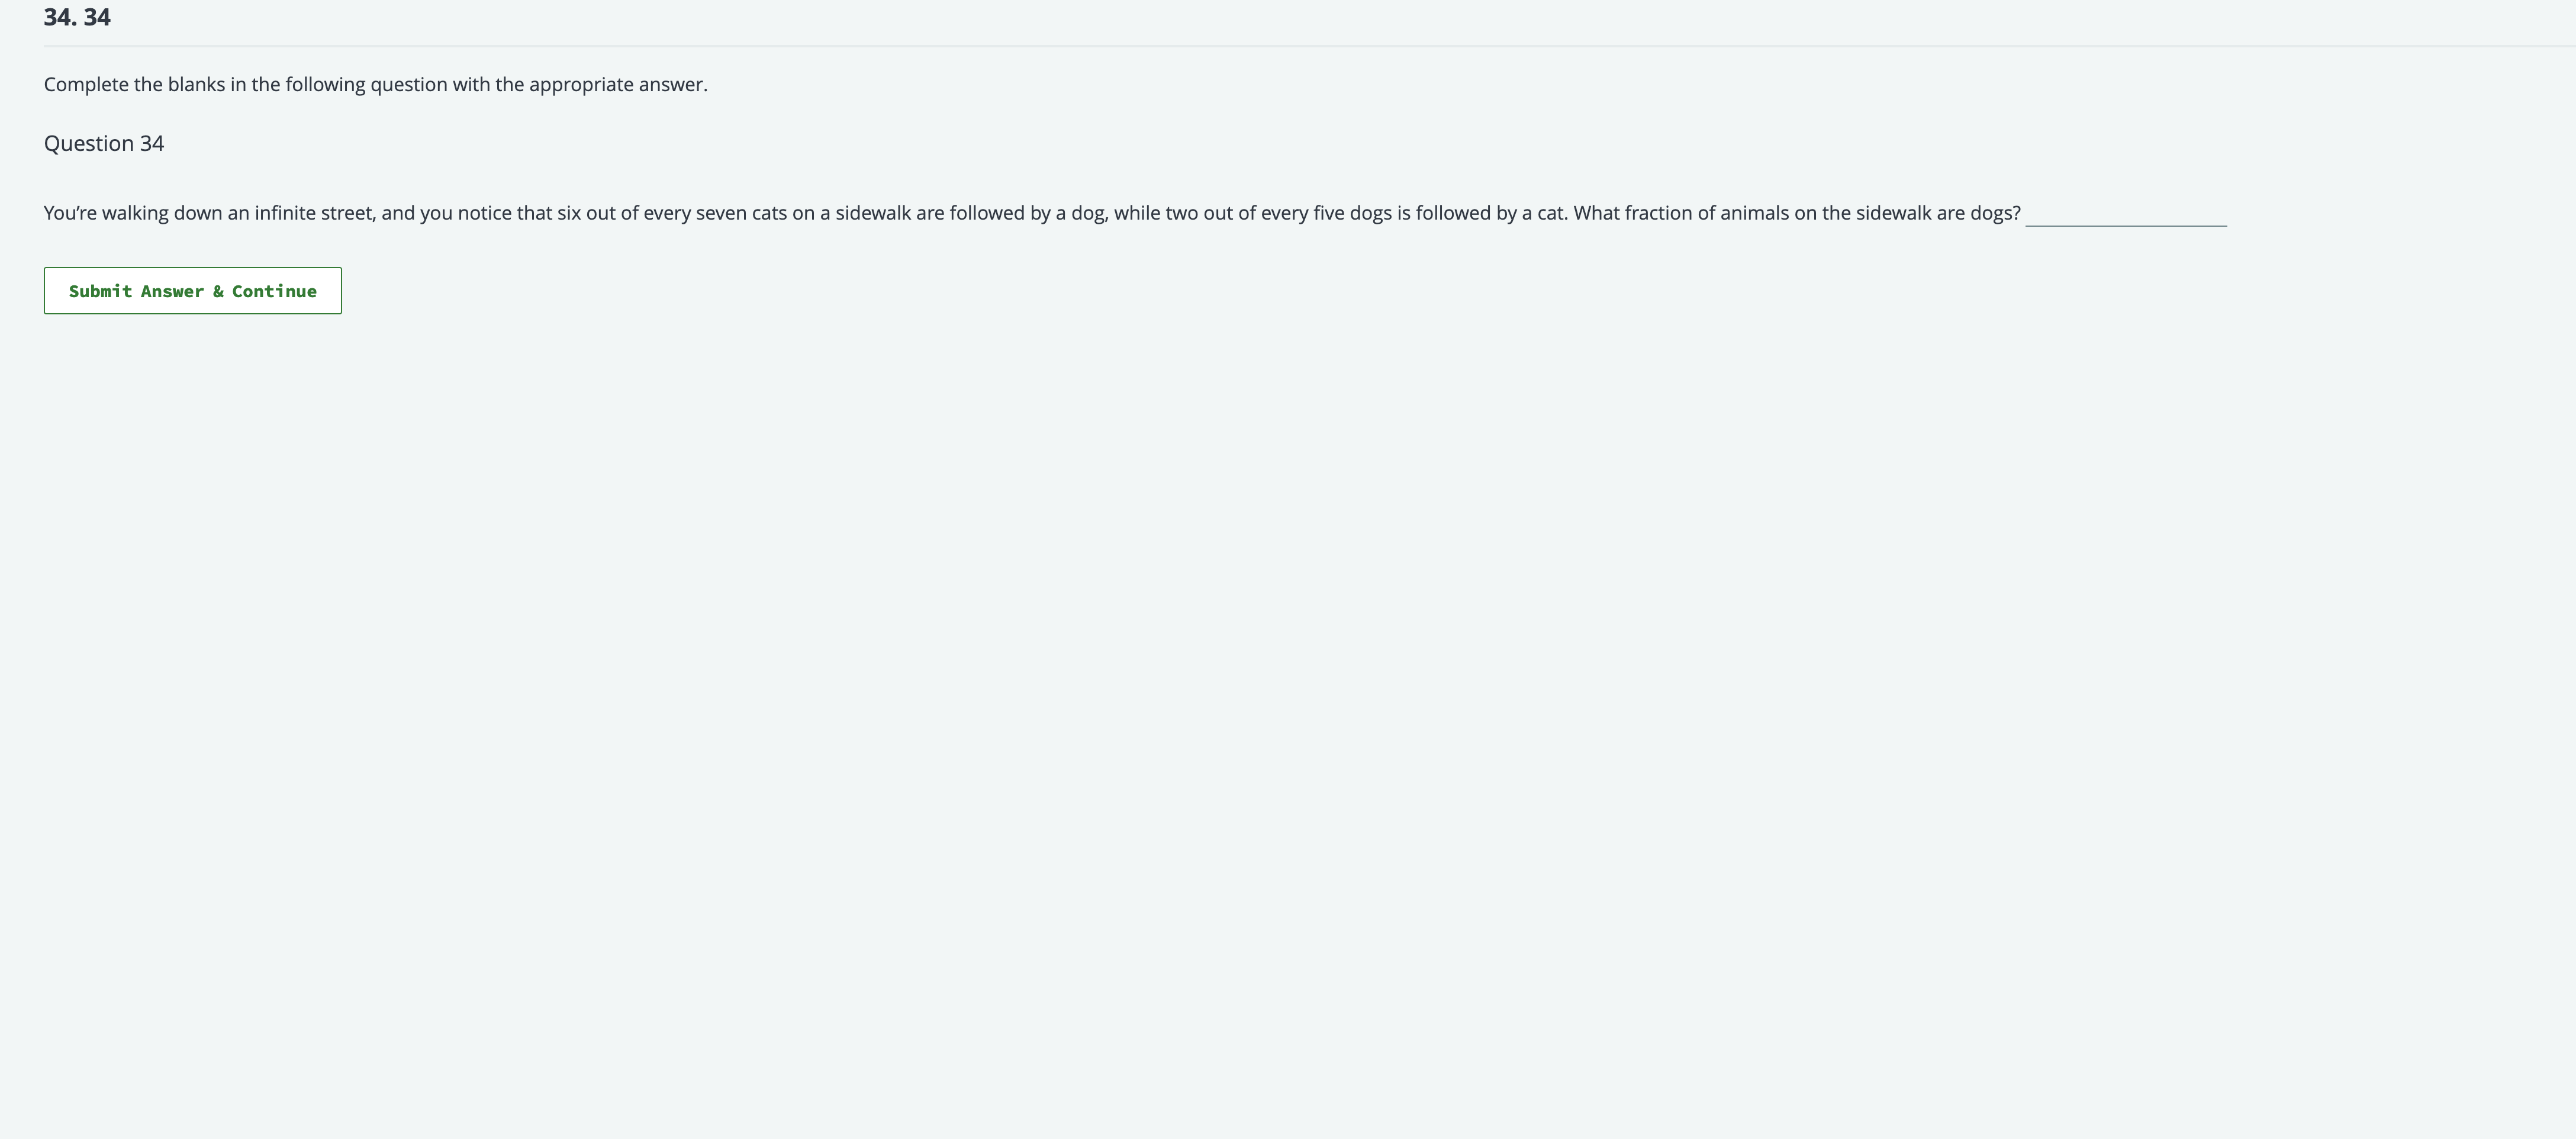 34. 34
Complete the blanks in the following question with the appropriate answer.
Question 34
You’re walking down an infinite street, and you notice that six out of every seven cats on a sidewalk are followed by a dog, while two out of every five dogs is followed by a cat. What fraction of animals on the sidewalk are dogs?
Submit Answer & Continue